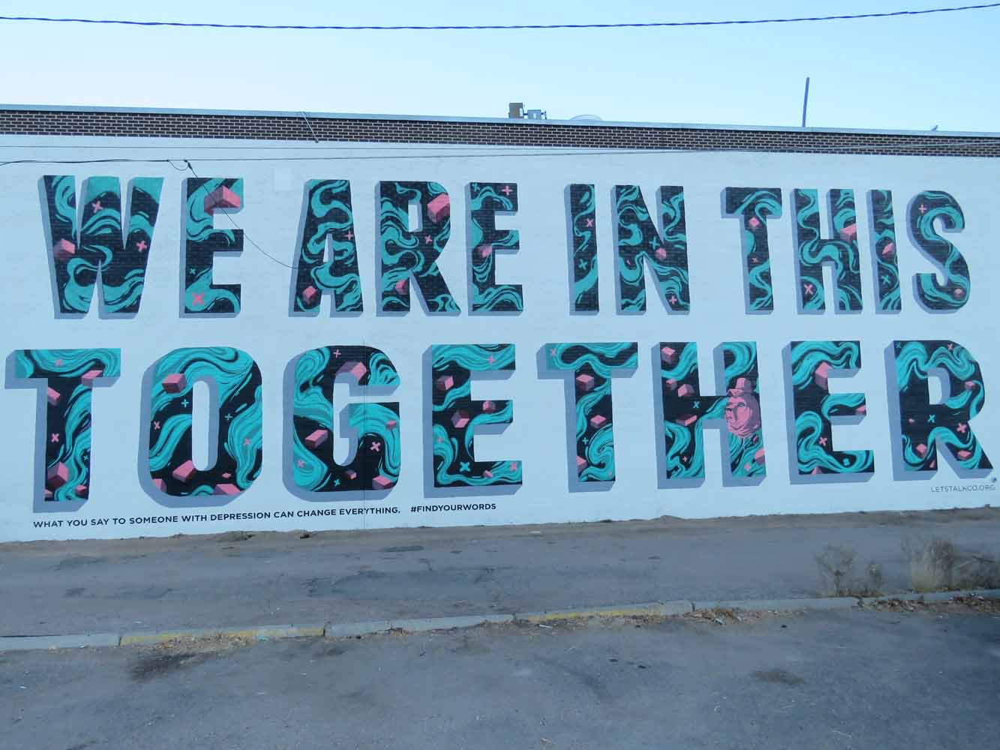 WE ARE IN THIS
TOGETHER
LETSTALKCO.ORG
WHAT YOU SAY TO SOMEONE WITH DEPRESSION CAN CHANGE EVERYTHING. #FINDYOURWORDS